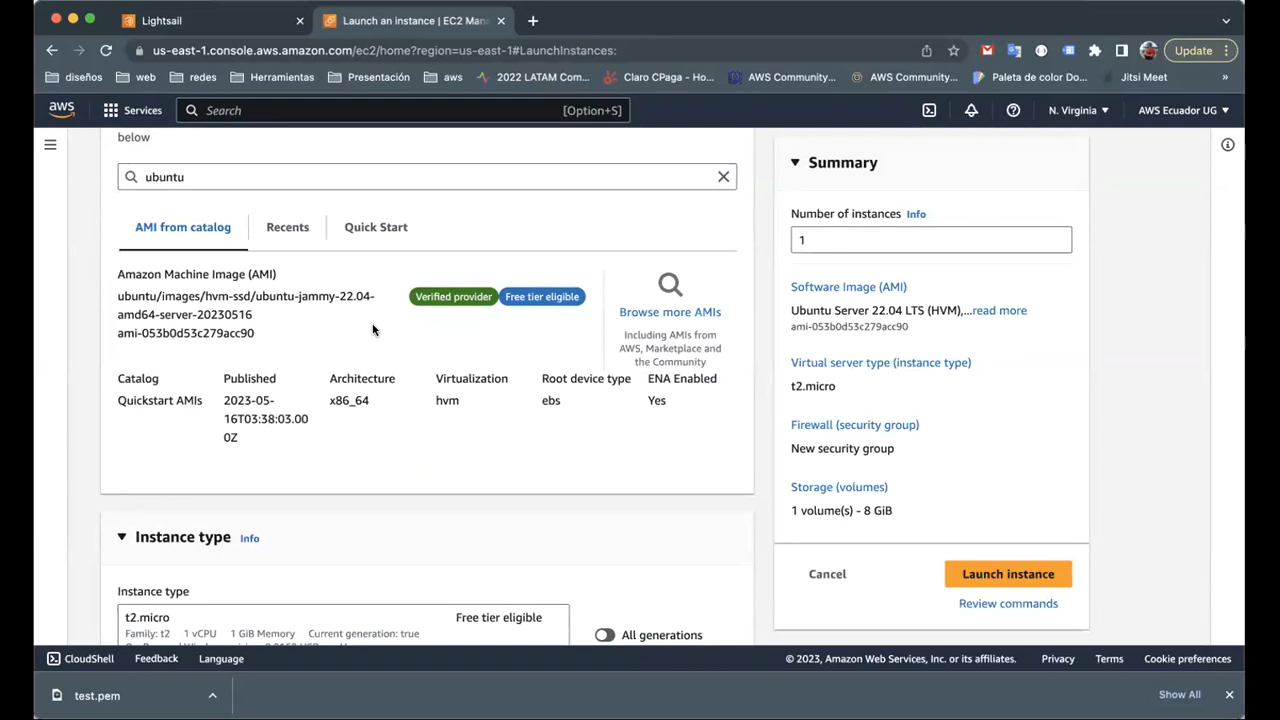 Lightsail
Launch an instance | EC2 Man
us-east-1.console.aws.amazon.com/ec2/home?region=us-east-1#LaunchInstances:
Update
diseños
web
redes
Herramientas
Presentación
aws
2022 LATAM Com...
Claro CPaga - Ho...
AWS Community...
AWS Community...
Paleta de color Do...
Jitsi Meet
»
aws
Services
Search
[Option+S]
N. Virginia
AWS Ecuador UG
below
ubuntu
AMI from catalog
Recents
Quick Start
Amazon Machine Image (AMI)
ubuntu/images/hvm-ssd/ubuntu-jammy-22.04-
amd64-server-20230516
ami-053b0d53c279acc90
Verified provider
Free tier eligible
Browse more AMIs
Including AMIs from
AWS, Marketplace and
the Community
Catalog
Published
Architecture
Virtualization
Root device type
ENA Enabled
Quickstart AMIs
2023-05-
16T03:38:03.00
0Z
x86_64
hvm
ebs
Yes
Instance type Info
Instance type
t2.micro
Free tier eligible
Family: t2 1 vCPU 1 GiB Memory Current generation: true
All generations
Summary
Number of instances Info
1
Software Image (AMI)
Ubuntu Server 22.04 LTS (HVM),...read more
ami-053b0d53c279acc90
Virtual server type (instance type)
t2.micro
Firewall (security group)
New security group
Storage (volumes)
1 volume(s) - 8 GiB
Cancel
Launch instance
Review commands
CloudShell
Feedback
Language
© 2023, Amazon Web Services, Inc. or its affiliates.
Privacy
Terms
Cookie preferences
test.pem
Show All